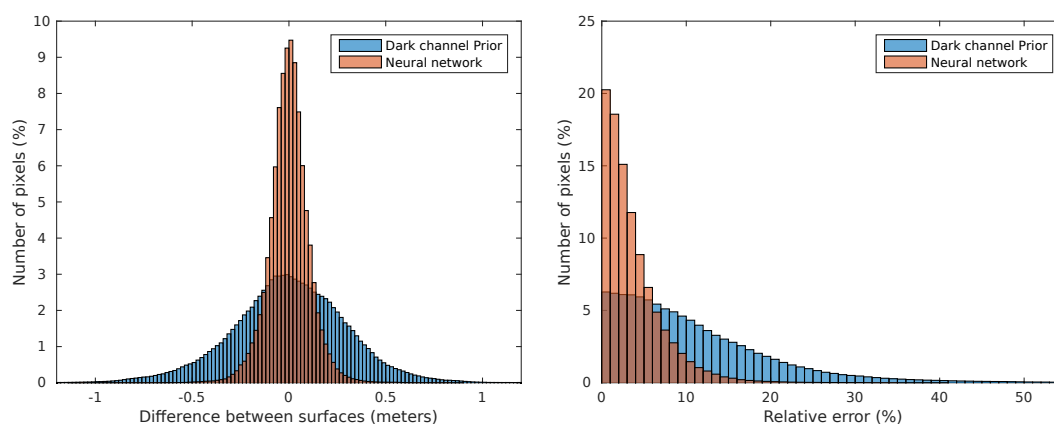 10
9
8
7
6
5
4
3
2
1
0
Number of pixels (%)
Dark channel Prior
Neural network
-1 -0.5 0 0.5 1
Difference between surfaces (meters)
25
20
15
10
5
0
Number of pixels (%)
Dark channel Prior
Neural network
0 10 20 30 40 50
Relative error (%)